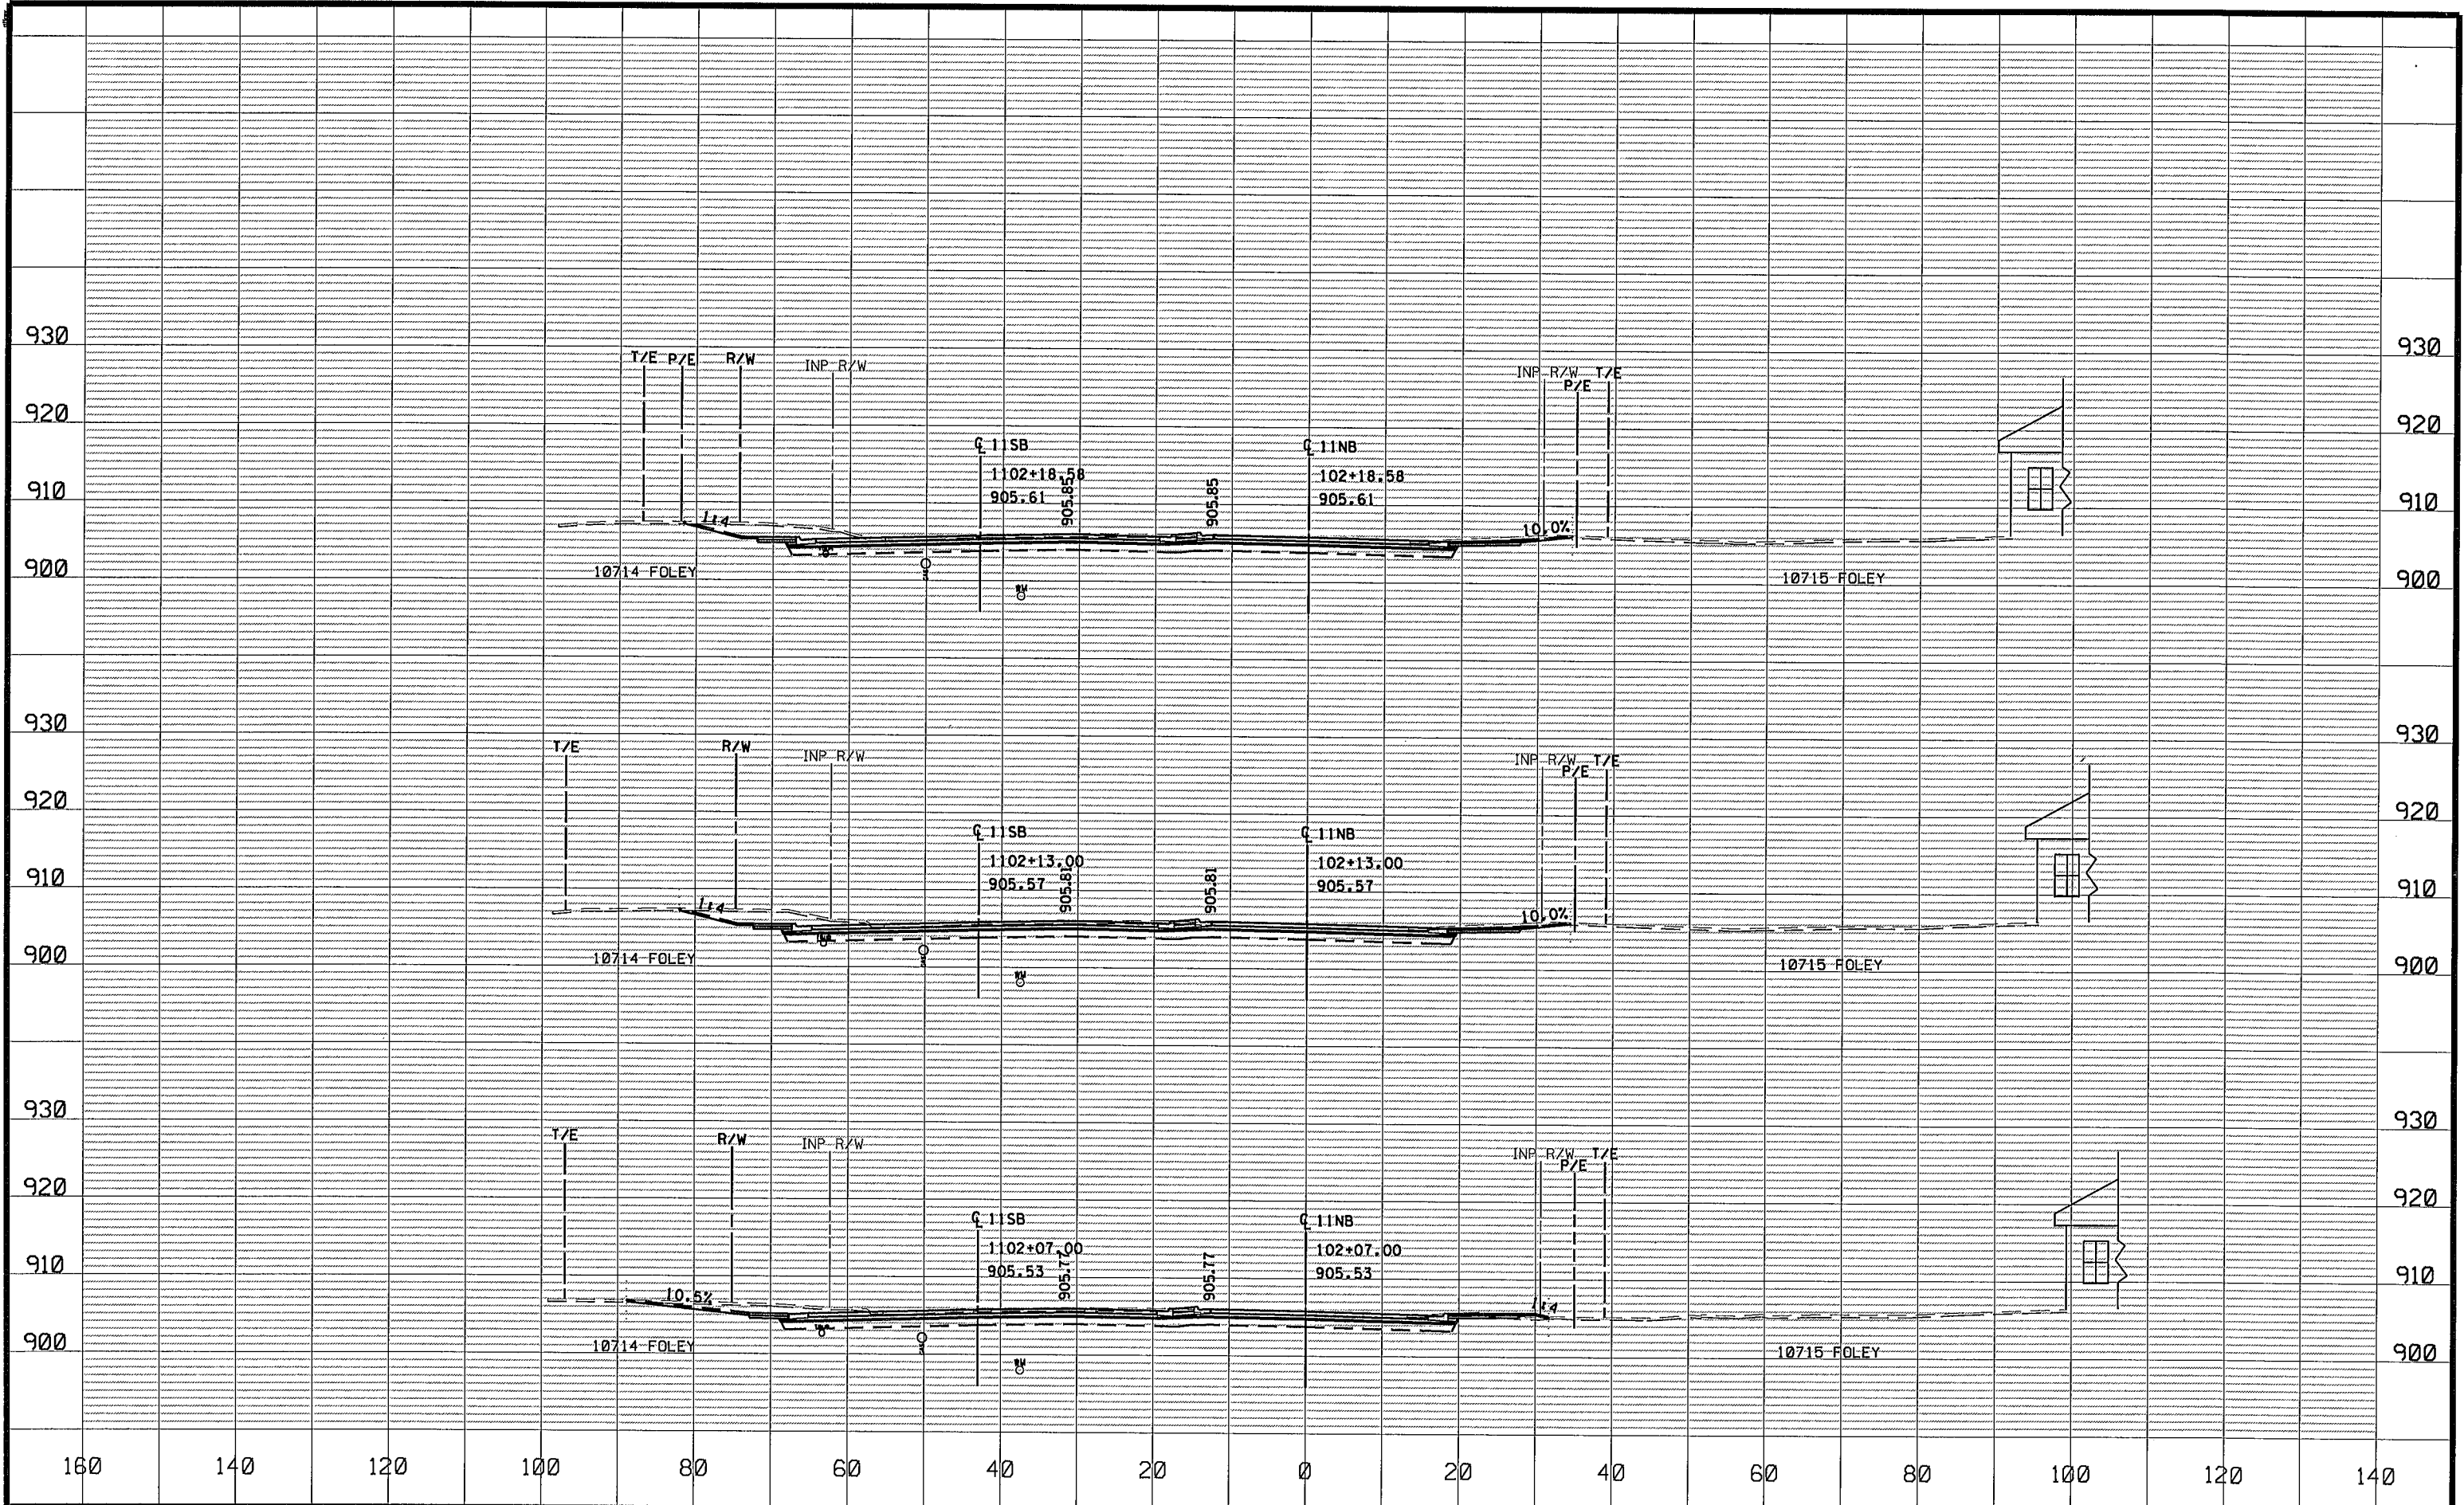 930 930
T/E P/E R/W INP R/W INP R/W T/E
P/E
920 920
℄ 11SB ℄ 11NB
1102+18.58 102+18.58
910 905.61 905.85 905.85 905.61 910
1:4 10.0%
900 10714 FOLEY 10715 FOLEY 900
930 930
T/E R/W INP R/W INP R/W T/E
P/E
920 920
℄ 11SB ℄ 11NB
1102+13.00 102+13.00
910 905.57 905.81 905.81 905.57 910
1:4 10.0%
900 10714 FOLEY 10715 FOLEY 900
930 930
T/E R/W INP R/W INP R/W T/E
P/E
920 920
℄ 11SB ℄ 11NB
1102+07.00 102+07.00
910 905.53 905.77 905.77 905.53 910
10.5% 1:4
900 10714 FOLEY 10715 FOLEY 900
160 140 120 100 80 60 40 20 0 20 40 60 80 100 120 140